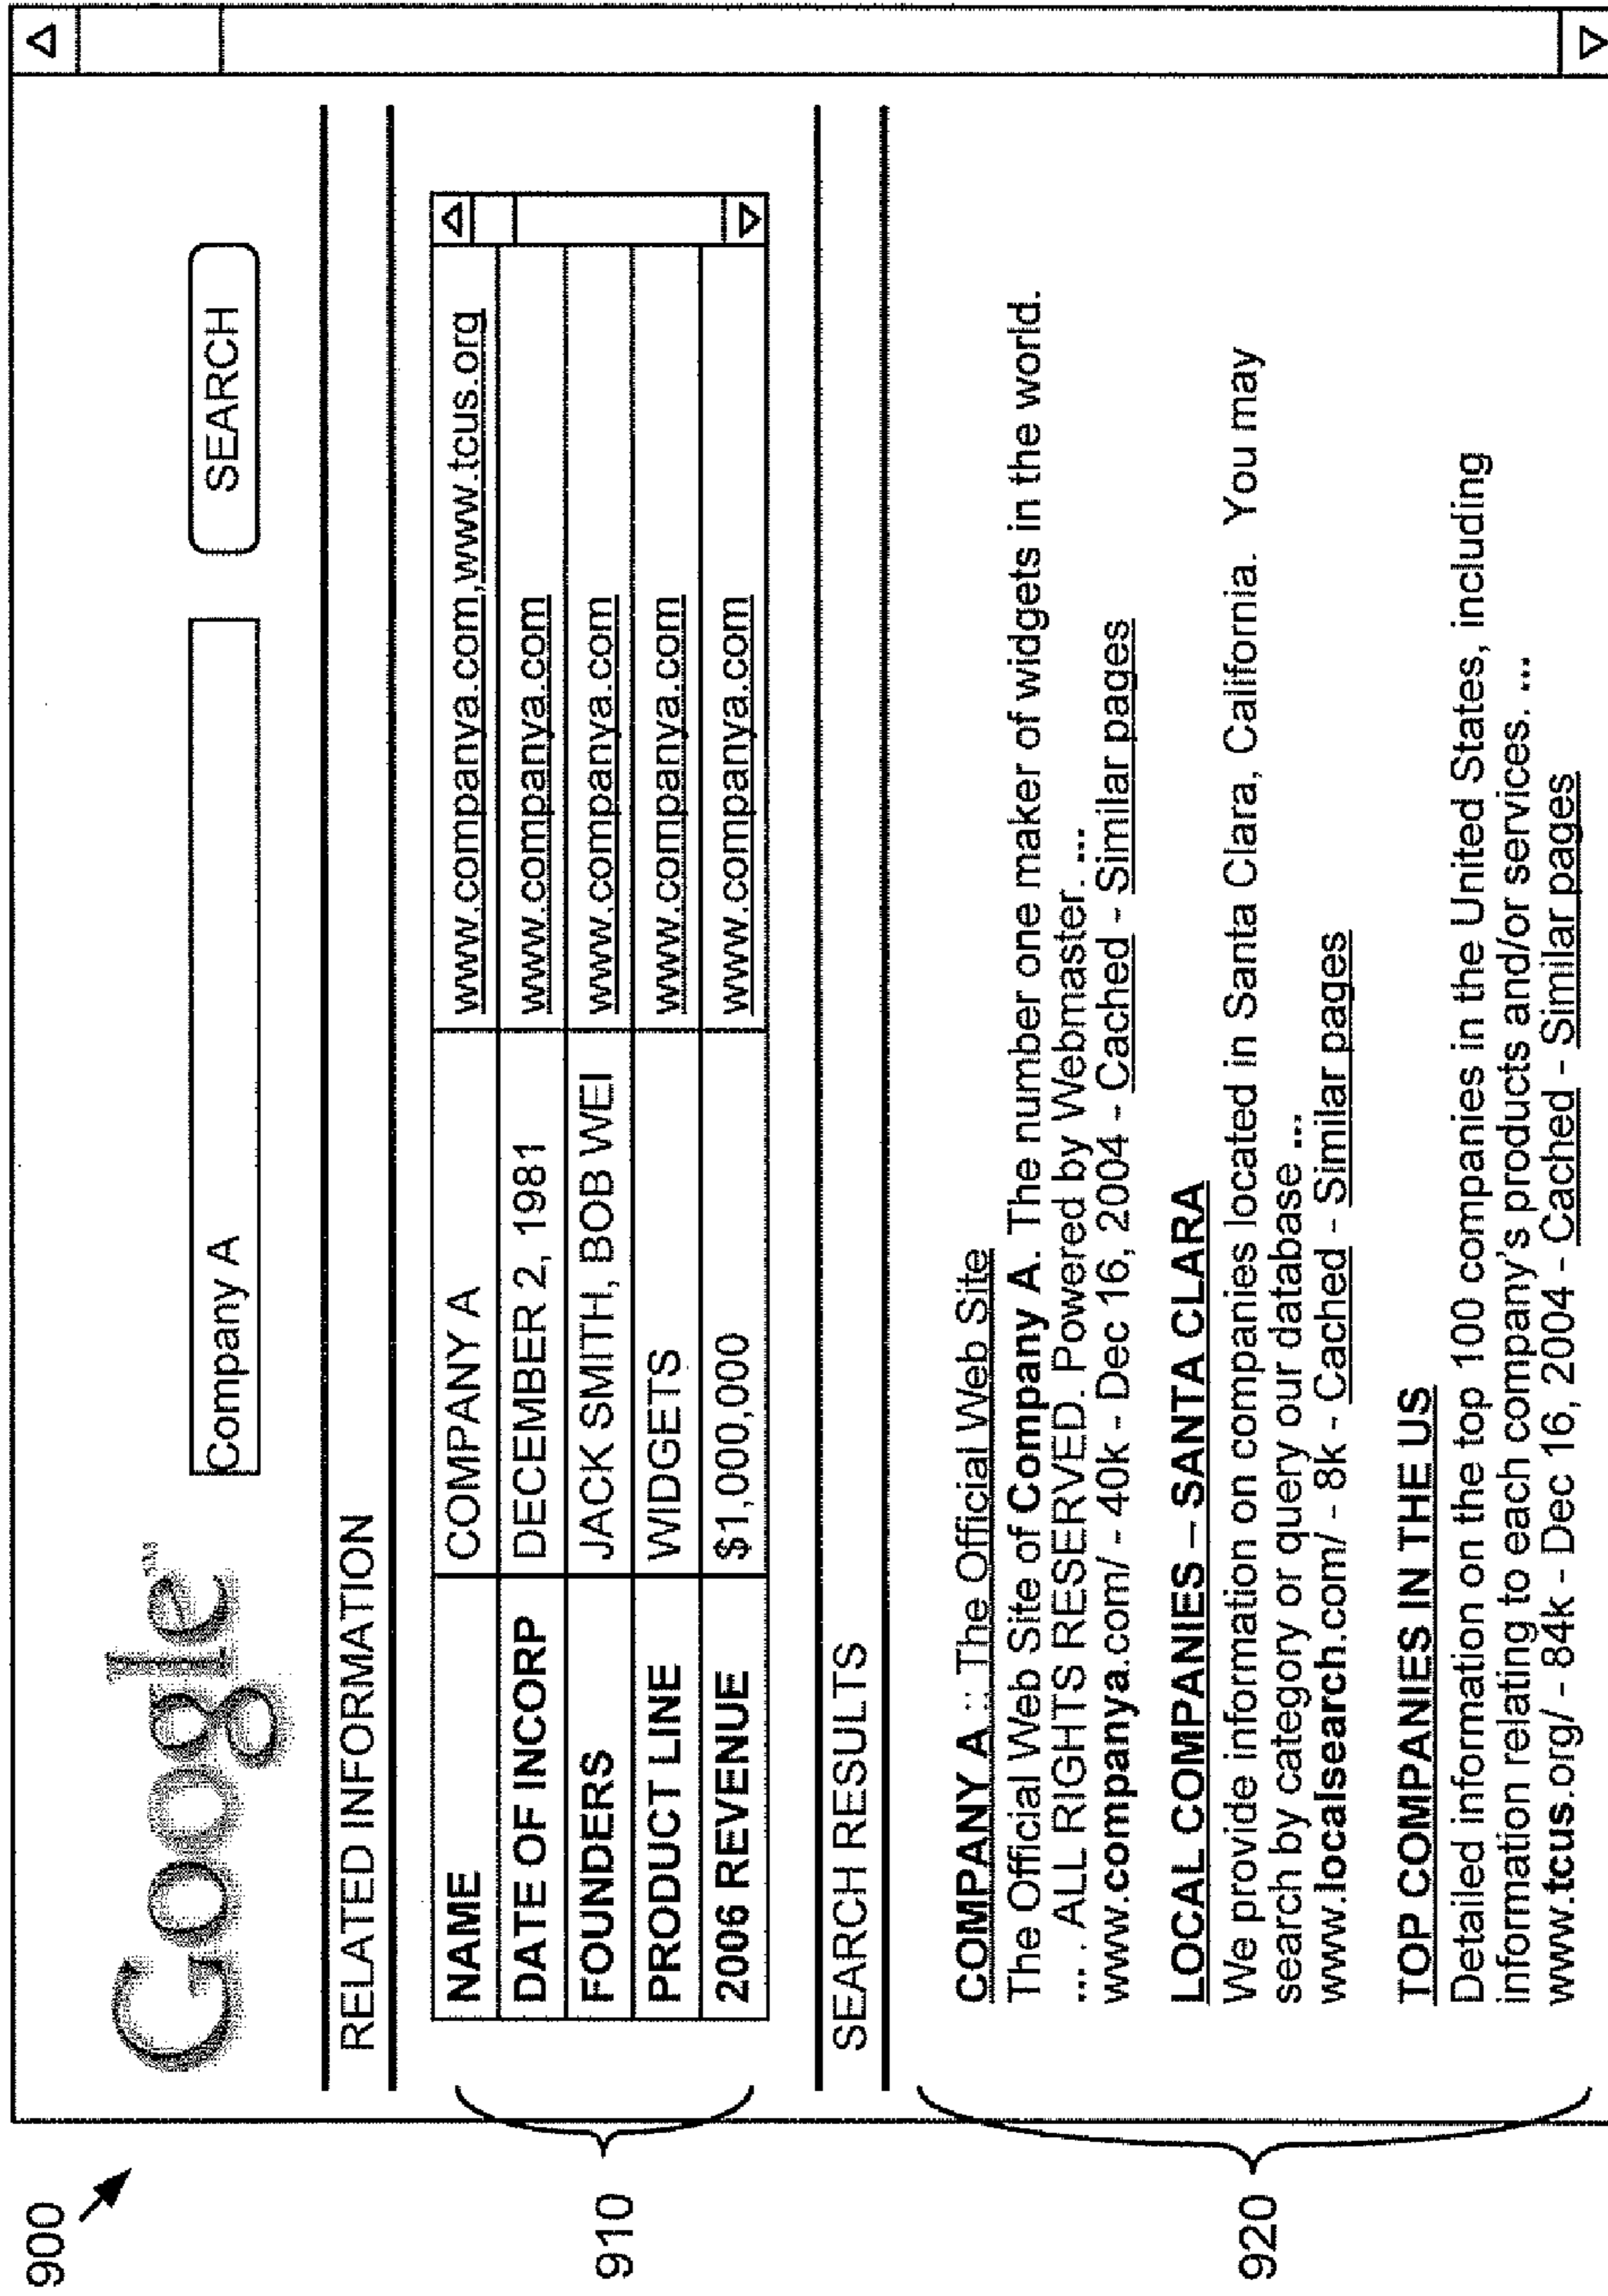 900
Google
Company A
SEARCH
RELATED INFORMATION
NAME COMPANY A www.companya.com,www.tcus.org
DATE OF INCORP DECEMBER 2, 1981 www.companya.com
FOUNDERS JACK SMITH, BOB WEI www.companya.com
PRODUCT LINE WIDGETS www.companya.com
2006 REVENUE $1,000,000 www.companya.com
910
SEARCH RESULTS
COMPANY A :: The Official Web Site
The Official Web Site of Company A. The number one maker of widgets in the world.
... . ALL RIGHTS RESERVED. Powered by Webmaster. ...
www.companya.com/ - 40k - Dec 16, 2004 - Cached - Similar pages
LOCAL COMPANIES – SANTA CLARA
We provide information on companies located in Santa Clara, California. You may
search by category or query our database ...
www.localsearch.com/ - 8k - Cached - Similar pages
TOP COMPANIES IN THE US
Detailed information on the top 100 companies in the United States, including
information relating to each company's products and/or services. ...
www.tcus.org/ - 84k - Dec 16, 2004 - Cached - Similar pages
920